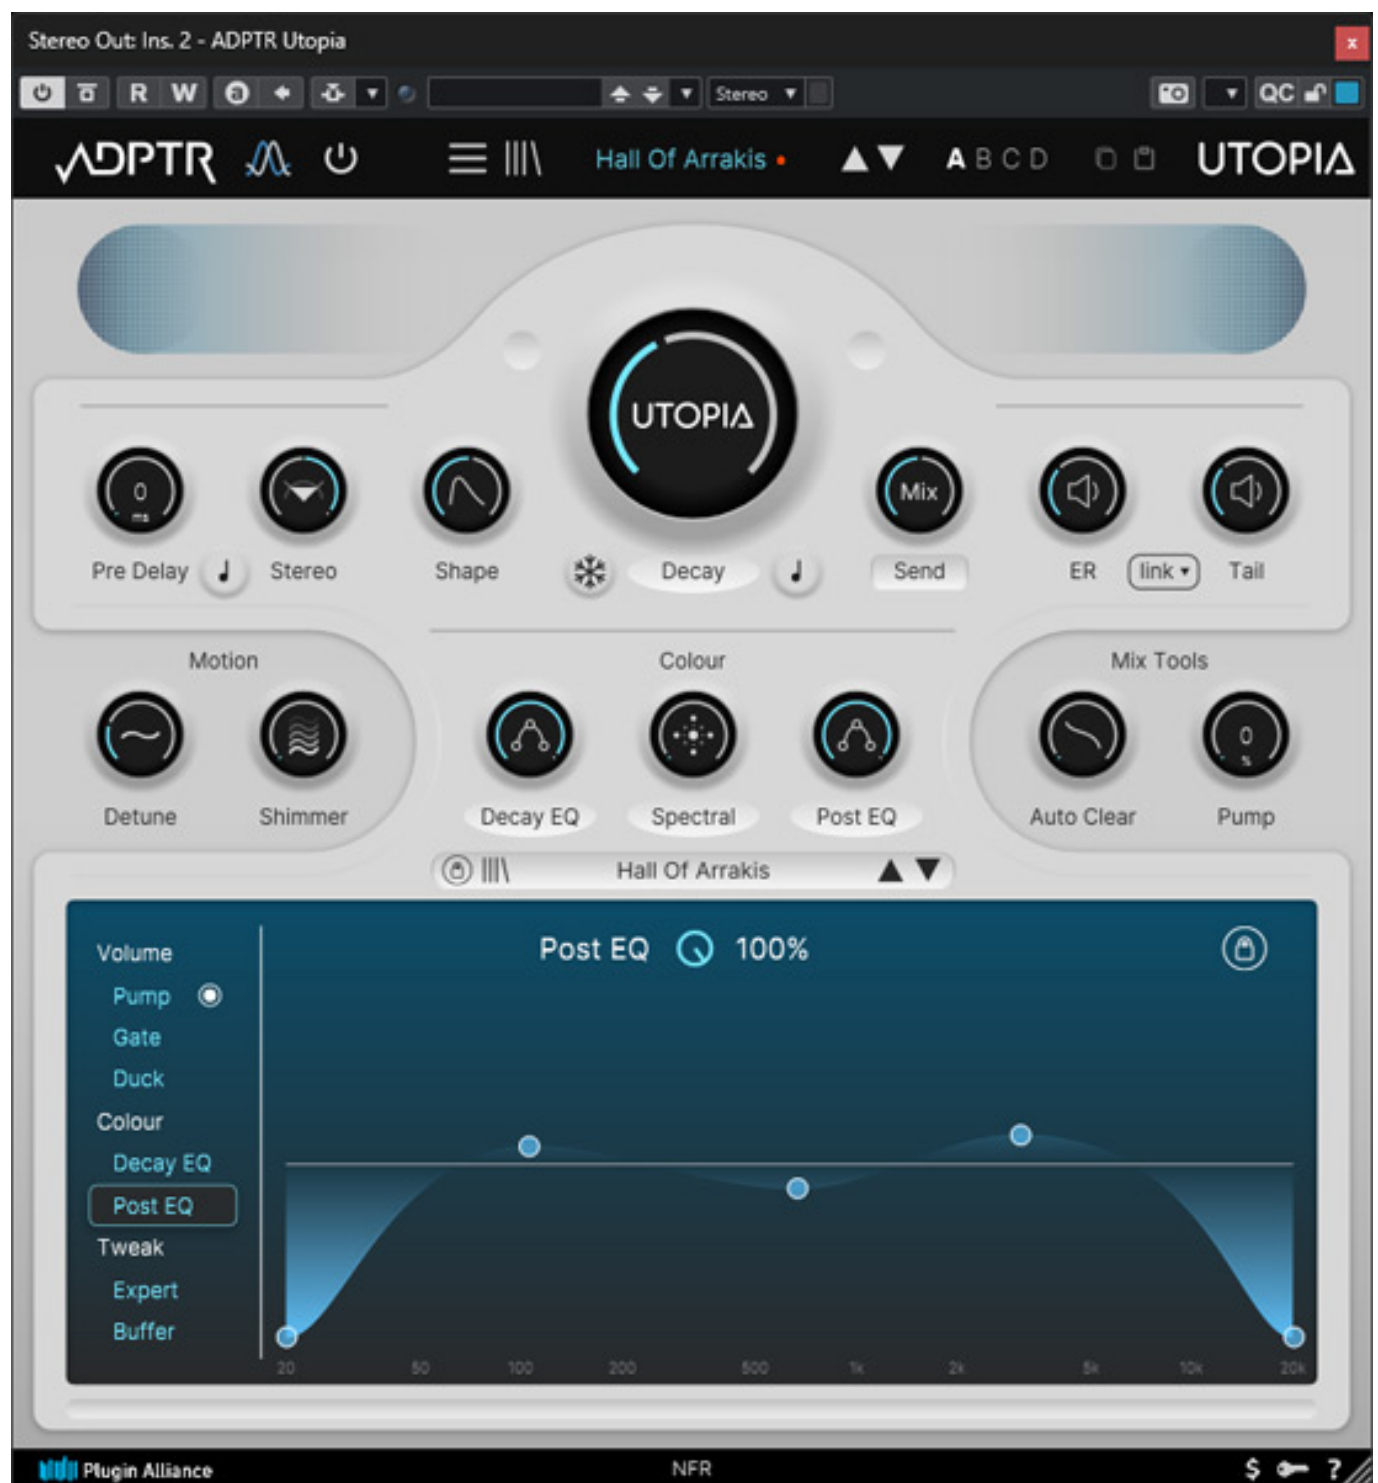 Stereo Out: Ins. 2 - ADPTR Utopia
x
R W a Stereo QC
ADPTR Hall Of Arrakis A B C D UTOPIA
UTOPIA
0 ms
Mix
Pre Delay Stereo Shape Decay Send ER link Tail
Motion Colour Mix Tools
0 %
Detune Shimmer Decay EQ Spectral Post EQ Auto Clear Pump
Hall Of Arrakis
Post EQ 100%
Volume
Pump
Gate
Duck
Colour
Decay EQ
Post EQ
Tweak
Expert
Buffer
20 50 100 200 500 1k 2k 5k 10k 20k
Plugin Alliance NFR $ ?